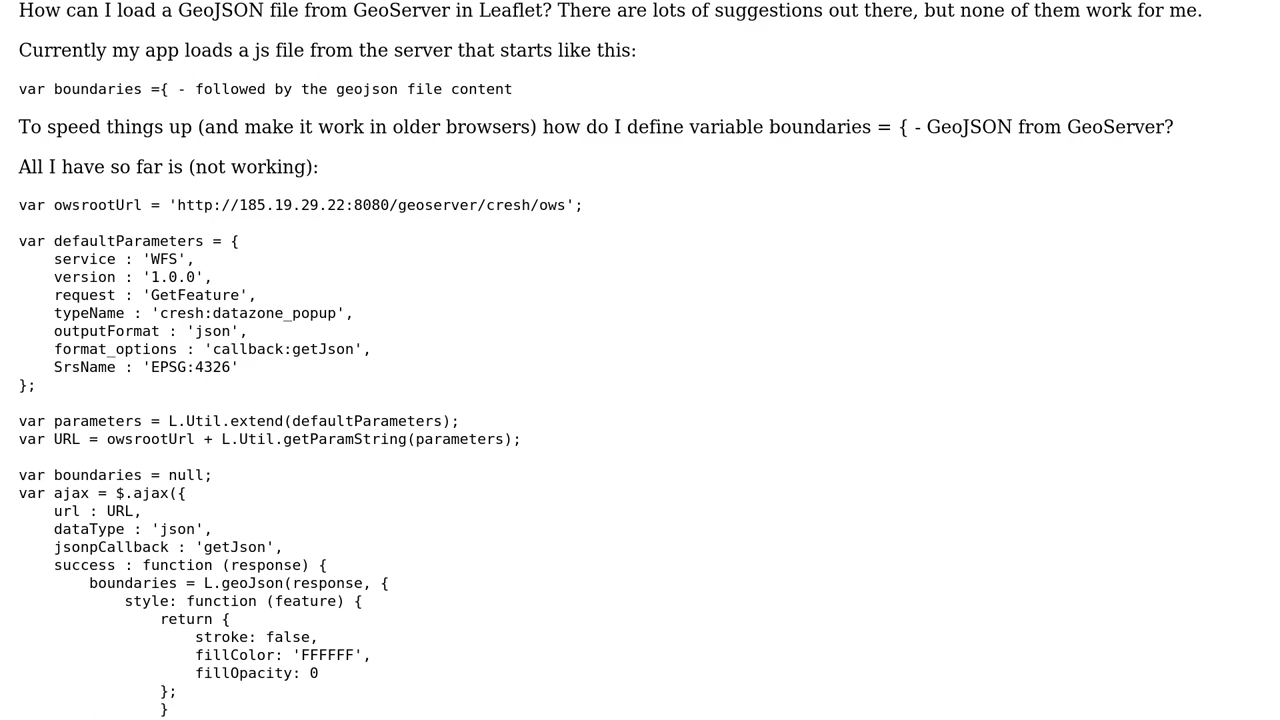 How can I load a GeoJSON file from GeoServer in Leaflet? There are lots of suggestions out there, but none of them work for me.
Currently my app loads a js file from the server that starts like this:
var boundaries ={ - followed by the geojson file content
To speed things up (and make it work in older browsers) how do I define variable boundaries = { - GeoJSON from GeoServer?
All I have so far is (not working):
var owsrootUrl = 'http://185.19.29.22:8080/geoserver/cresh/ows';
var defaultParameters = {
    service : 'WFS',
    version : '1.0.0',
    request : 'GetFeature',
    typeName : 'cresh:datazone_popup',
    outputFormat : 'json',
    format_options : 'callback:getJson',
    SrsName : 'EPSG:4326'
};
var parameters = L.Util.extend(defaultParameters);
var URL = owsrootUrl + L.Util.getParamString(parameters);
var boundaries = null;
var ajax = $.ajax({
    url : URL,
    dataType : 'json',
    jsonpCallback : 'getJson',
    success : function (response) {
        boundaries = L.geoJson(response, {
            style: function (feature) {
                return {
                    stroke: false,
                    fillColor: 'FFFFFF',
                    fillOpacity: 0
                };
                }